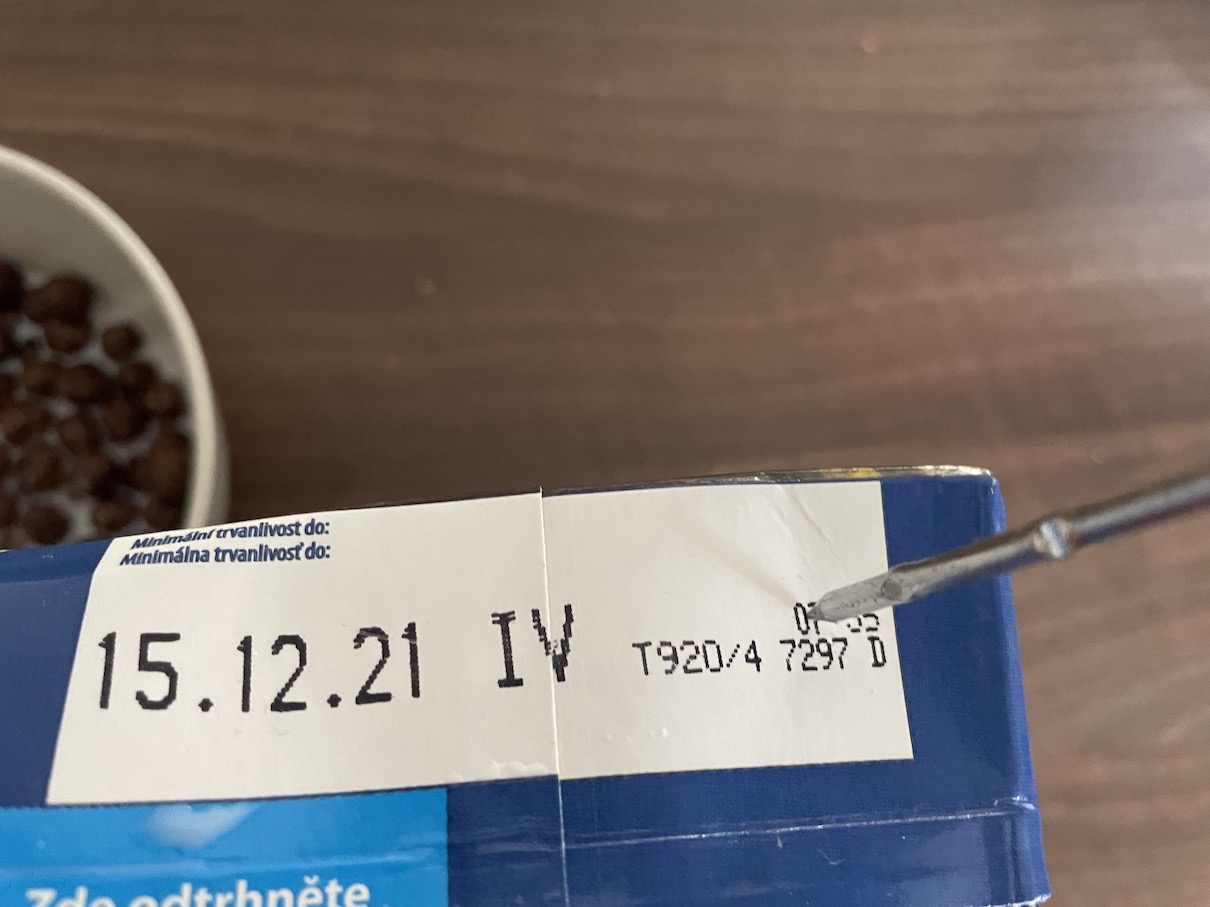 Minimální trvanlivost do:
Minimálna trvanlivosť do:
15.12.21 IV
T920/4 7297 D
Zde odtrhněte